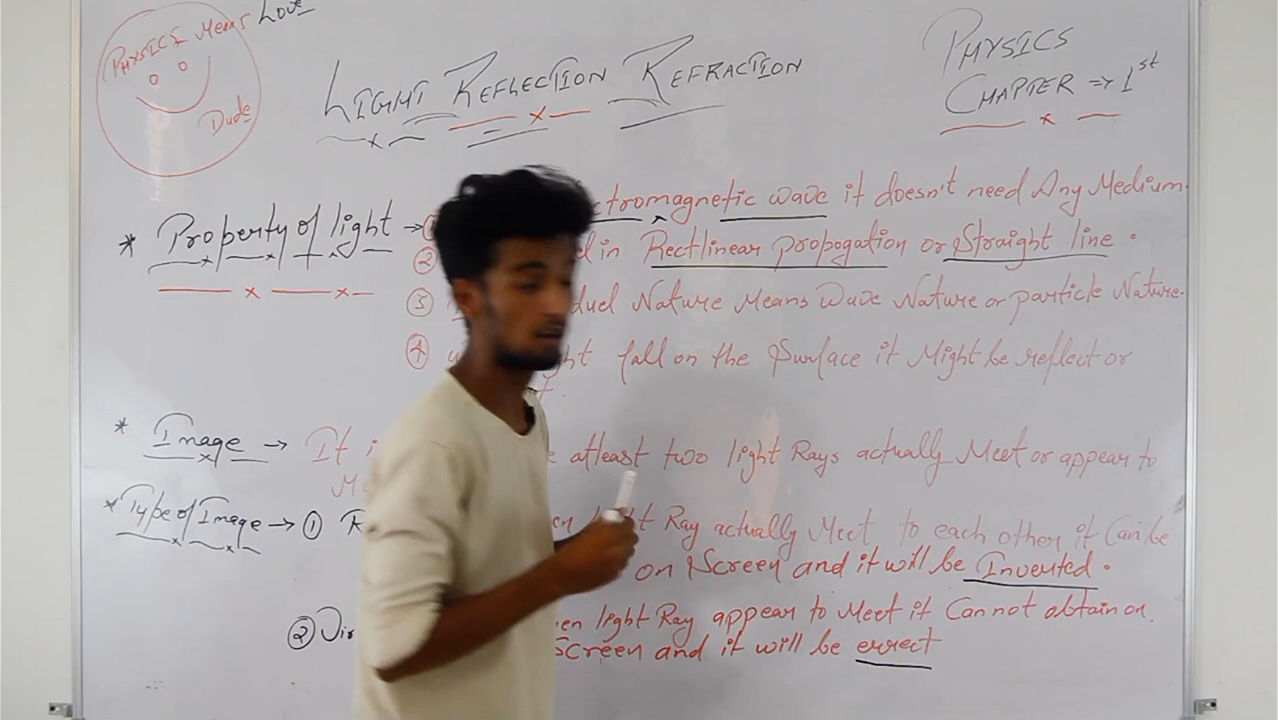 PHYSICS Means Love
Dude
LIGHT REFLECTION REFRACTION
PHYSICS
CHAPTER => 1st
* Property of light → ctromagnetic wave it doesn't need Any Medium.
② l in Rectlinear propogation or Straight line.
③ duel Nature Means Wave Nature or particle Nature.
④ ht fall on the Surface it Might be reflect or
* Image → It atleast two light Rays actually Meet or appear to
* Type of Image → ① R en light Ray actually Meet to each other it Can be
on Screen and it will be Inverted.
② Vir en light Ray appear to Meet it Cannot obtain on.
Screen and it will be errect